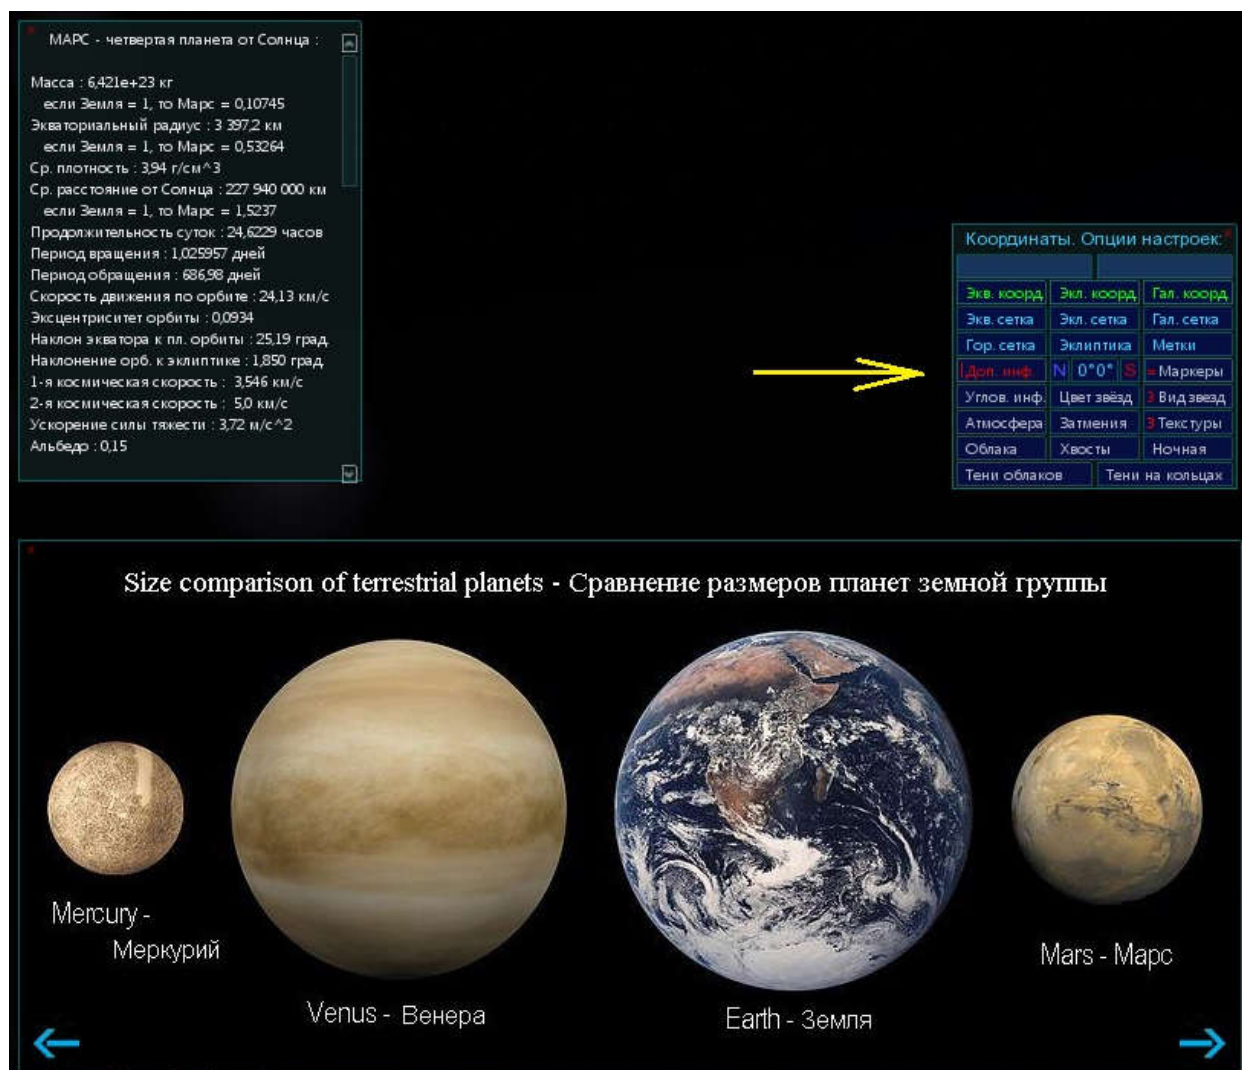 МАРС - четвертая планета от Солнца :
Масса : 6,421e+23 кг
если Земля = 1, то Марс = 0,10745
Экваториальный радиус : 3 397,2 км
если Земля = 1, то Марс = 0,53264
Ср. плотность : 3,94 г/см^3
Ср. расстояние от Солнца : 227 940 000 км
если Земля = 1, то Марс = 1,5237
Продолжительность суток : 24,6229 часов
Период вращения : 1,025957 дней
Период обращения : 686,98 дней
Скорость движения по орбите : 24,13 км/с
Эксцентриситет орбиты : 0,0934
Наклон экватора к пл. орбиты : 25,19 град.
Наклонение орб. к эклиптике : 1,850 град.
1-я космическая скорость : 3,546 км/с
2-я космическая скорость : 5,0 км/с
Ускорение силы тяжести : 3,72 м/с^2
Альбедо : 0,15
Координаты. Опции настроек:
Экв. коорд. Экл. коорд. Гал. коорд.
Экв. сетка Экл. сетка Гал. сетка
Гор. сетка Эклиптика Метки
Доп. инф. N 0°0° S = Маркеры
Углов. инф. Цвет звёзд 3 Вид звезд
Атмосфера Затмения 3 Текстуры
Облака Хвосты Ночная
Тени облаков Тени на кольцах
Size comparison of terrestrial planets - Сравнение размеров планет земной группы
Mercury -
Меркурий
Venus - Венера
Earth - Земля
Mars - Марс